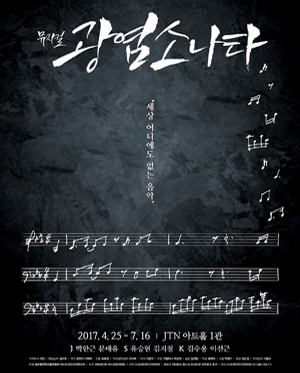 뮤지컬 광염소나타
"세상 어디에도 없는 음악"
2017. 4. 25 - 7. 16 | JTN 아트홀 1관
J 박한근 문태유 S 유승현 김지철 K 김수용 이선근